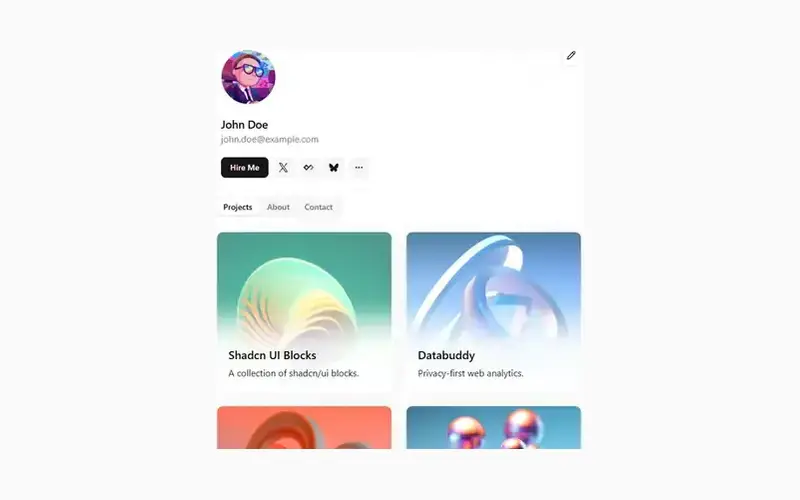 John Doe
john.doe@example.com
Hire Me
Projects About Contact
Shadcn UI Blocks
A collection of shadcn/ui blocks.
Databuddy
Privacy-first web analytics.